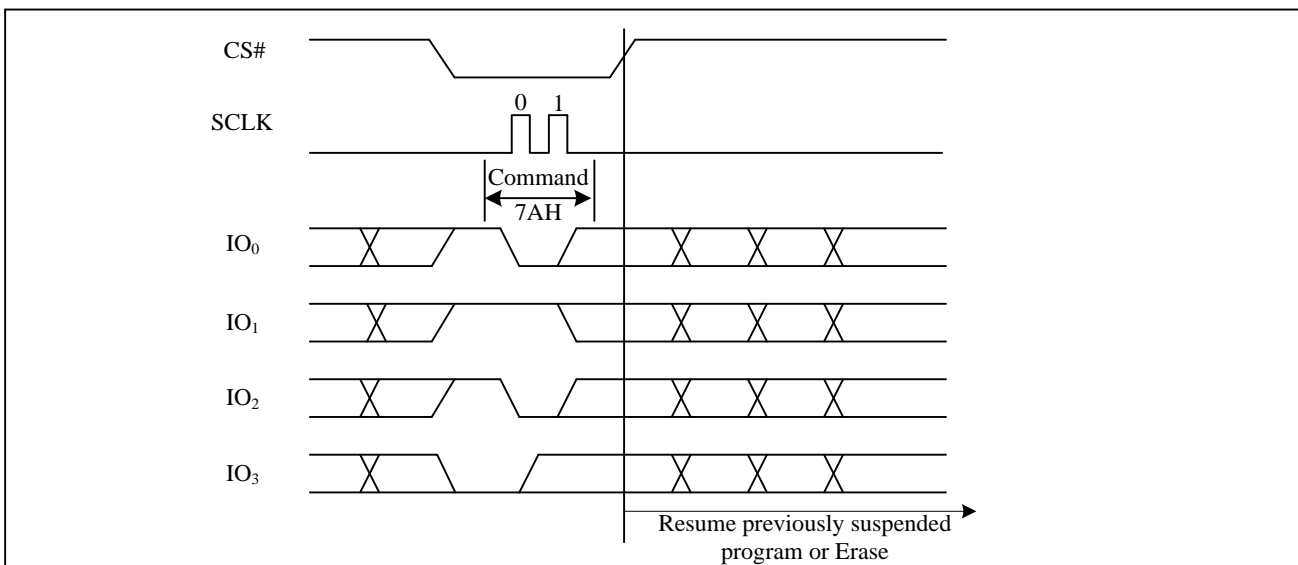 CS#
0 1
SCLK
Command
7AH
IO0
IO1
IO2
IO3
Resume previously suspended
program or Erase